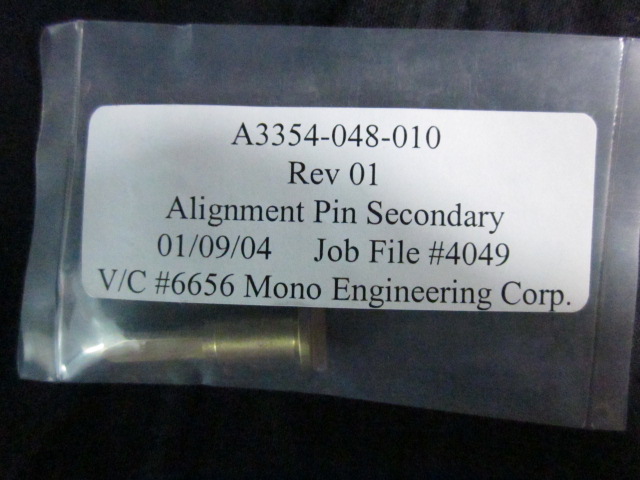 A3354-048-010
Rev 01
Alignment Pin Secondary
01/09/04 Job File #4049
V/C #6656 Mono Engineering Corp.